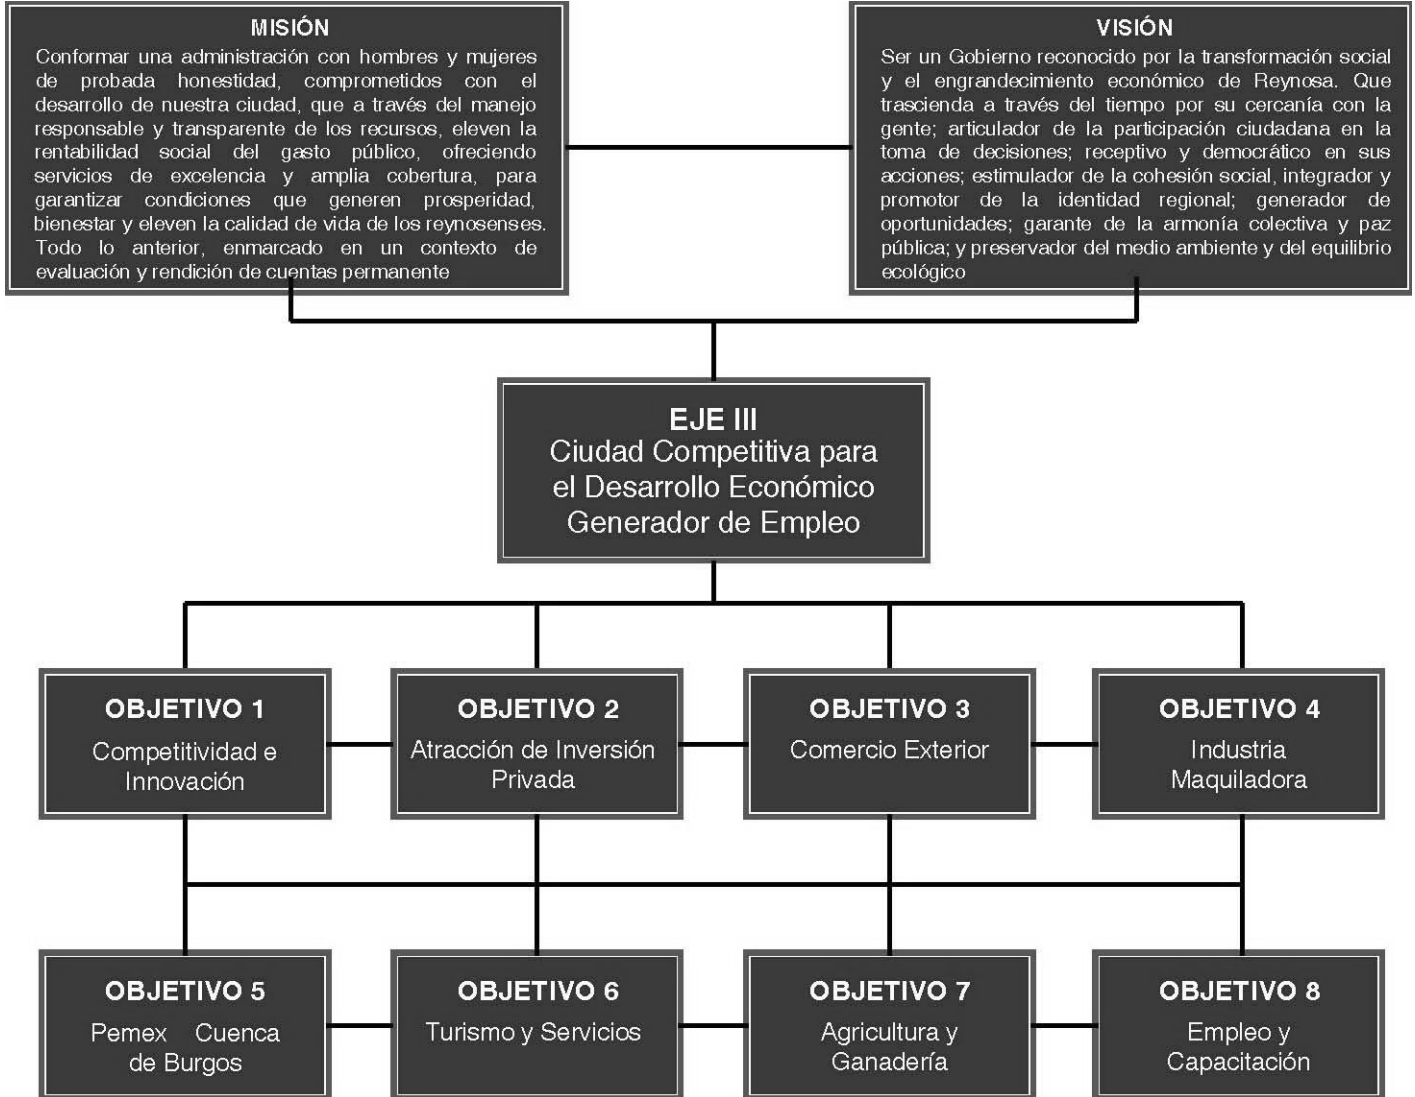 MISIÓN
Conformar una administración con hombres y mujeres
de probada honestidad, comprometidos con el
desarrollo de nuestra ciudad, que a través del manejo
responsable y transparente de los recursos, eleven la
rentabilidad social del gasto público, ofreciendo
servicios de excelencia y amplia cobertura, para
garantizar condiciones que generen prosperidad,
bienestar y eleven la calidad de vida de los reynosenses.
Todo lo anterior, enmarcado en un contexto de
evaluación y rendición de cuentas permanente
VISIÓN
Ser un Gobierno reconocido por la transformación social
y el engrandecimiento económico de Reynosa. Que
trascienda a través del tiempo por su cercanía con la
gente; articulador de la participación ciudadana en la
toma de decisiones; receptivo y democrático en sus
acciones; estimulador de la cohesión social, integrador y
promotor de la identidad regional; generador de
oportunidades; garante de la armonía colectiva y paz
pública; y preservador del medio ambiente y del equilibrio
ecológico
EJE III
Ciudad Competitiva para
el Desarrollo Económico
Generador de Empleo
OBJETIVO 1
Competitividad e
Innovación
OBJETIVO 2
Atracción de Inversión
Privada
OBJETIVO 3
Comercio Exterior
OBJETIVO 4
Industria
Maquiladora
OBJETIVO 5
Pemex Cuenca
de Burgos
OBJETIVO 6
Turismo y Servicios
OBJETIVO 7
Agricultura y
Ganadería
OBJETIVO 8
Empleo y
Capacitación